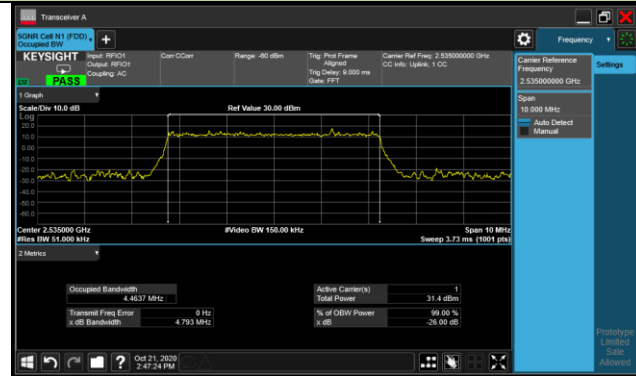 Transceiver A
5GNR Cell N1 (FDD)
Occupied BW
KEYSIGHT
Input: RFIO1
Output: RFIO1
Coupling: AC
Corr CCorr
Range: -60 dBm
Trig: Prot Frame
Aligned
Trig Delay: 9.000 ms
Gate: FFT
Carrier Ref Freq: 2.535000000 GHz
CC Info: Uplink, 1 CC
PASS
Frequency
Settings
Carrier Reference
Frequency
2.535000000 GHz
Span
10.000 MHz
Auto Detect
Manual
1 Graph
Scale/Div 10.0 dB
Ref Value 30.00 dBm
Log
20.0
10.0
0.00
-10.0
-20.0
-30.0
-40.0
-50.0
-60.0
Center 2.535000 GHz
#Video BW 150.00 kHz
Span 10 MHz
#Res BW 51.000 kHz
Sweep 3.73 ms (1001 pts)
2 Metrics
Occupied Bandwidth
4.4637 MHz
Active Carrier(s) 1
Total Power 31.4 dBm
Transmit Freq Error 0 Hz
x dB Bandwidth 4.793 MHz
% of OBW Power 99.00 %
x dB -26.00 dB
Oct 21, 2020
2:47:24 PM
Prototype
Limited
Sale
Allowed